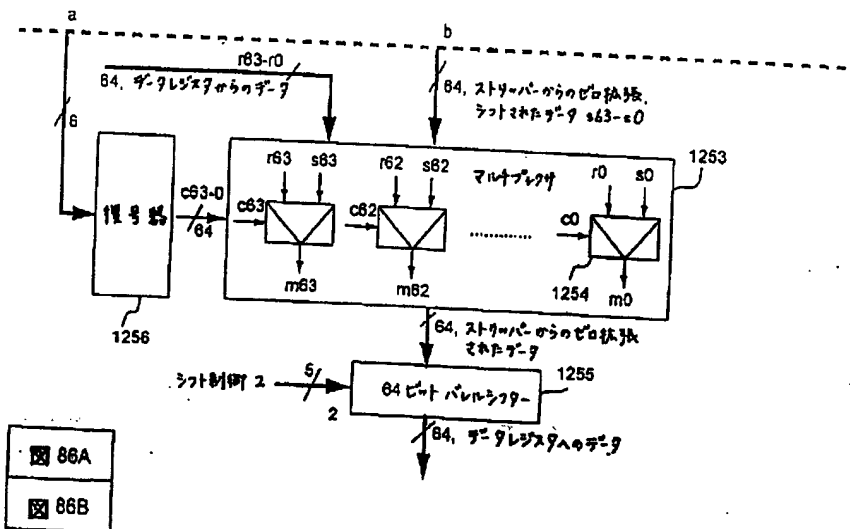 a
b
r63-r0
64, データレジスタからのデータ
64, ストリッパーからのゼロ拡張,
シフトされたデータ s63-s0
6
1253
マルチプレクサ
r63 s63
r62 s62
r0 s0
復号器
c63-0
64
c63
c62
..............
c0
1254
m63
m62
m0
1256
64, ストリッパーからのゼロ拡張
されたデータ
シフト制御 2
5
2
64 ビット バレルシフター
1255
64, データレジスタへのデータ
図 86A
図 86B